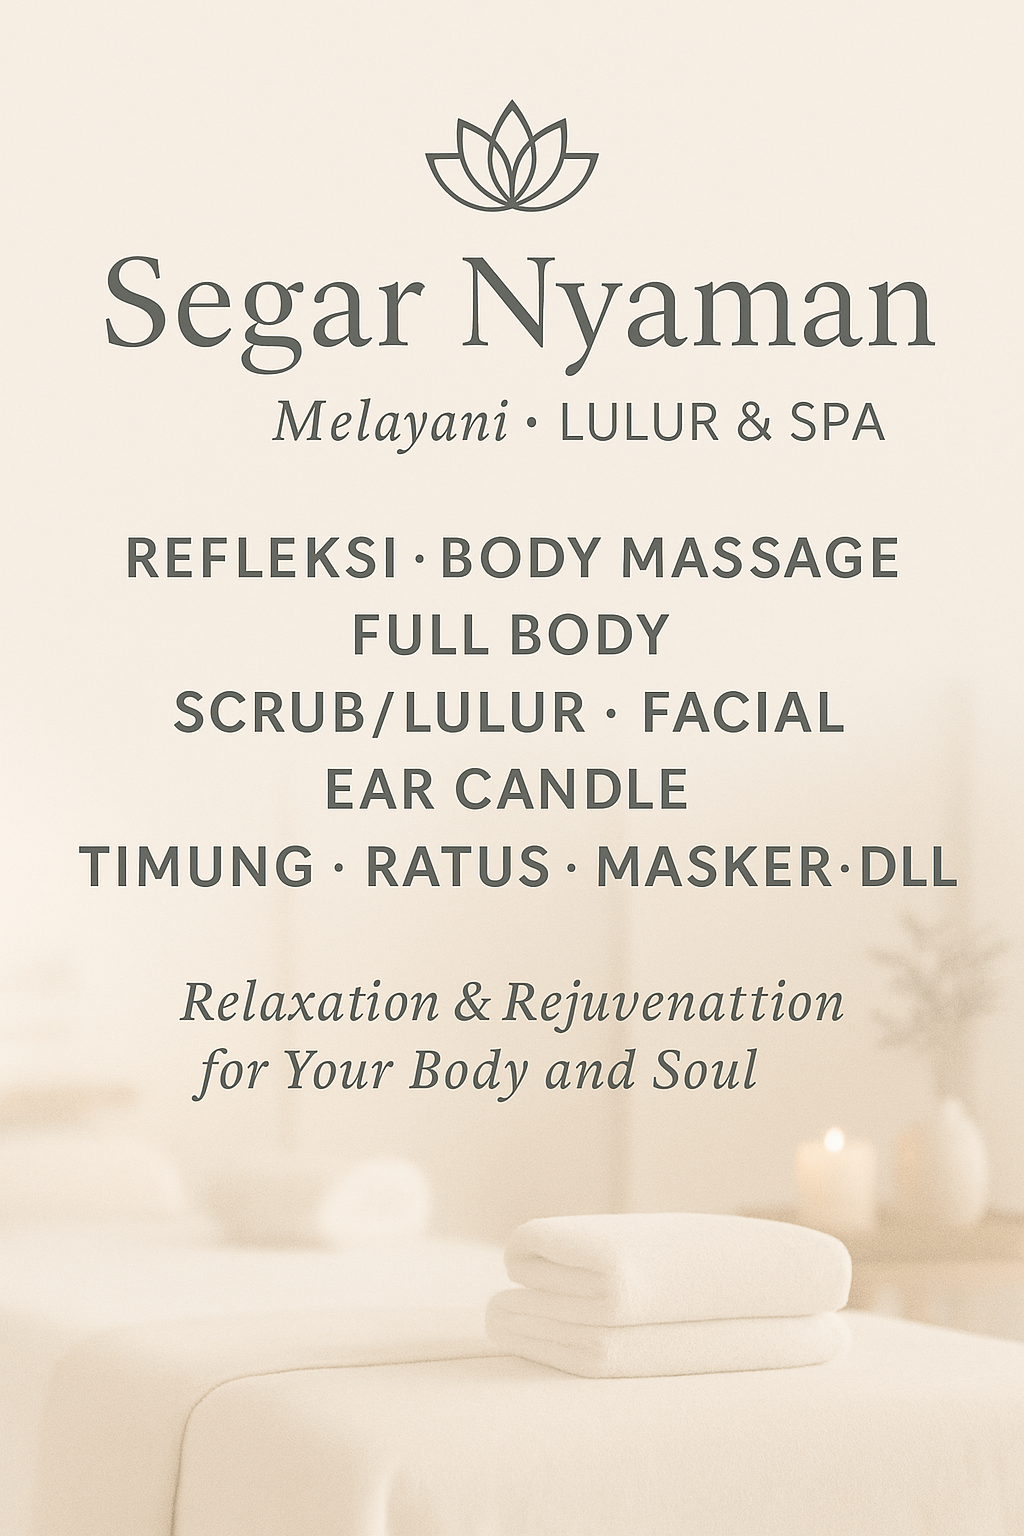 Segar Nyaman
Melayani • LULUR & SPA
REFLEKSI · BODY MASSAGE
FULL BODY
SCRUB/LULUR · FACIAL
EAR CANDLE
TIMUNG · RATUS · MASKER·DLL
Relaxation & Rejuvenattion
for Your Body and Soul